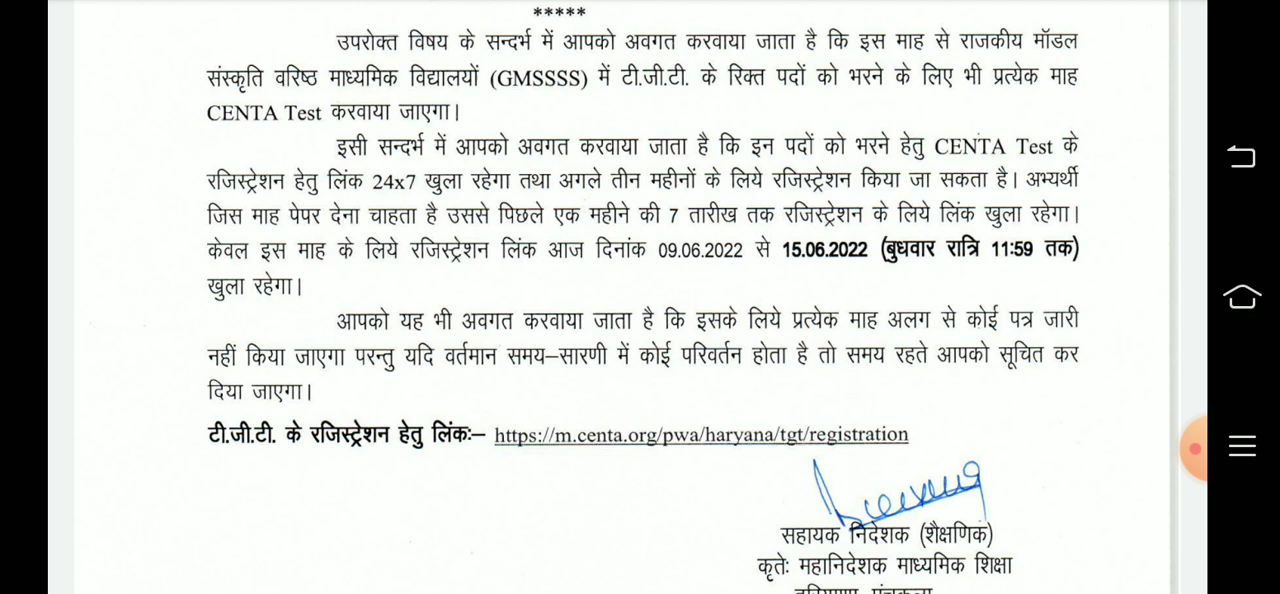 *****
उपरोक्त विषय के सन्दर्भ में आपको अवगत करवाया जाता है कि इस माह से राजकीय मॉडल
संस्कृति वरिष्ठ माध्यमिक विद्यालयों (GMSSSS) में टी.जी.टी. के रिक्त पदों को भरने के लिए भी प्रत्येक माह
CENTA Test करवाया जाएगा।
इसी सन्दर्भ में आपको अवगत करवाया जाता है कि इन पदों को भरने हेतु CENTA Test के
रजिस्ट्रेशन हेतु लिंक 24x7 खुला रहेगा तथा अगले तीन महीनों के लिये रजिस्ट्रेशन किया जा सकता है। अभ्यर्थी
जिस माह पेपर देना चाहता है उससे पिछले एक महीने की 7 तारीख तक रजिस्ट्रेशन के लिये लिंक खुला रहेगा।
केवल इस माह के लिये रजिस्ट्रेशन लिंक आज दिनांक 09.06.2022 से 15.06.2022 (बुधवार रात्रि 11:59 तक)
खुला रहेगा।
आपको यह भी अवगत करवाया जाता है कि इसके लिये प्रत्येक माह अलग से कोई पत्र जारी
नहीं किया जाएगा परन्तु यदि वर्तमान समय–सारणी में कोई परिवर्तन होता है तो समय रहते आपको सूचित कर
दिया जाएगा।
टी.जी.टी. के रजिस्ट्रेशन हेतु लिंकः– https://m.centa.org/pwa/haryana/tgt/registration
सहायक निदेशक (शैक्षणिक)
कृतेः महानिदेशक माध्यमिक शिक्षा